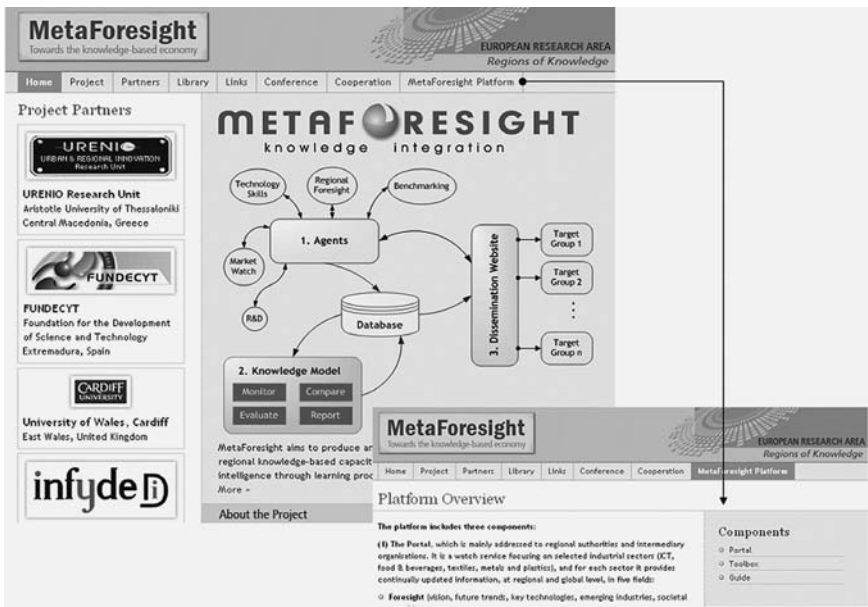 MetaForesight
Towards the knowledge-based economy
EUROPEAN RESEARCH AREA
Regions of Knowledge
Home Project Partners Library Links Conference Cooperation MetaForesight Platform
Project Partners
URENIO
URBAN & REGIONAL INNOVATION
Research Unit
URENIO Research Unit
Aristotle University of Thessaloniki
Central Macedonia, Greece
FUNDECYT
FUNDECYT
Foundation for the Development
of Science and Technology
Extremadura, Spain
CARDIFF
UNIVERSITY
University of Wales, Cardiff
East Wales, United Kingdom
infyde iD
METAFORESIGHT
knowledge integration
Technology
Skills
Regional
Foresight
Benchmarking
1. Agents
Market
Watch
R&D
Database
2. Knowledge Model
Monitor Compare
Evaluate Report
3. Dissemination Website
Target
Group 1
Target
Group 2
Target
Group n
MetaForesight aims to produce an
regional knowledge-based capacit
intelligence through learning proc
More »
About the Project
MetaForesight
Towards the knowledge-based economy
EUROPEAN RESEARCH AREA
Regions of Knowledge
Home Project Partners Library Links Conference Cooperation MetaForesight Platform
Platform Overview
The platform includes three components:
(1) The Portal, which is mainly addressed to regional authorities and intermediary
organisations. It is a watch service focusing on selected industrial sectors (ICT,
food & beverages, textiles, metals and plastics), and for each sector it provides
continually updated information, at regional and global level, in five fields:
Foresight (vision, future trends, key technologies, emerging industries, societal
Components
Portal
Toolbox
Guide